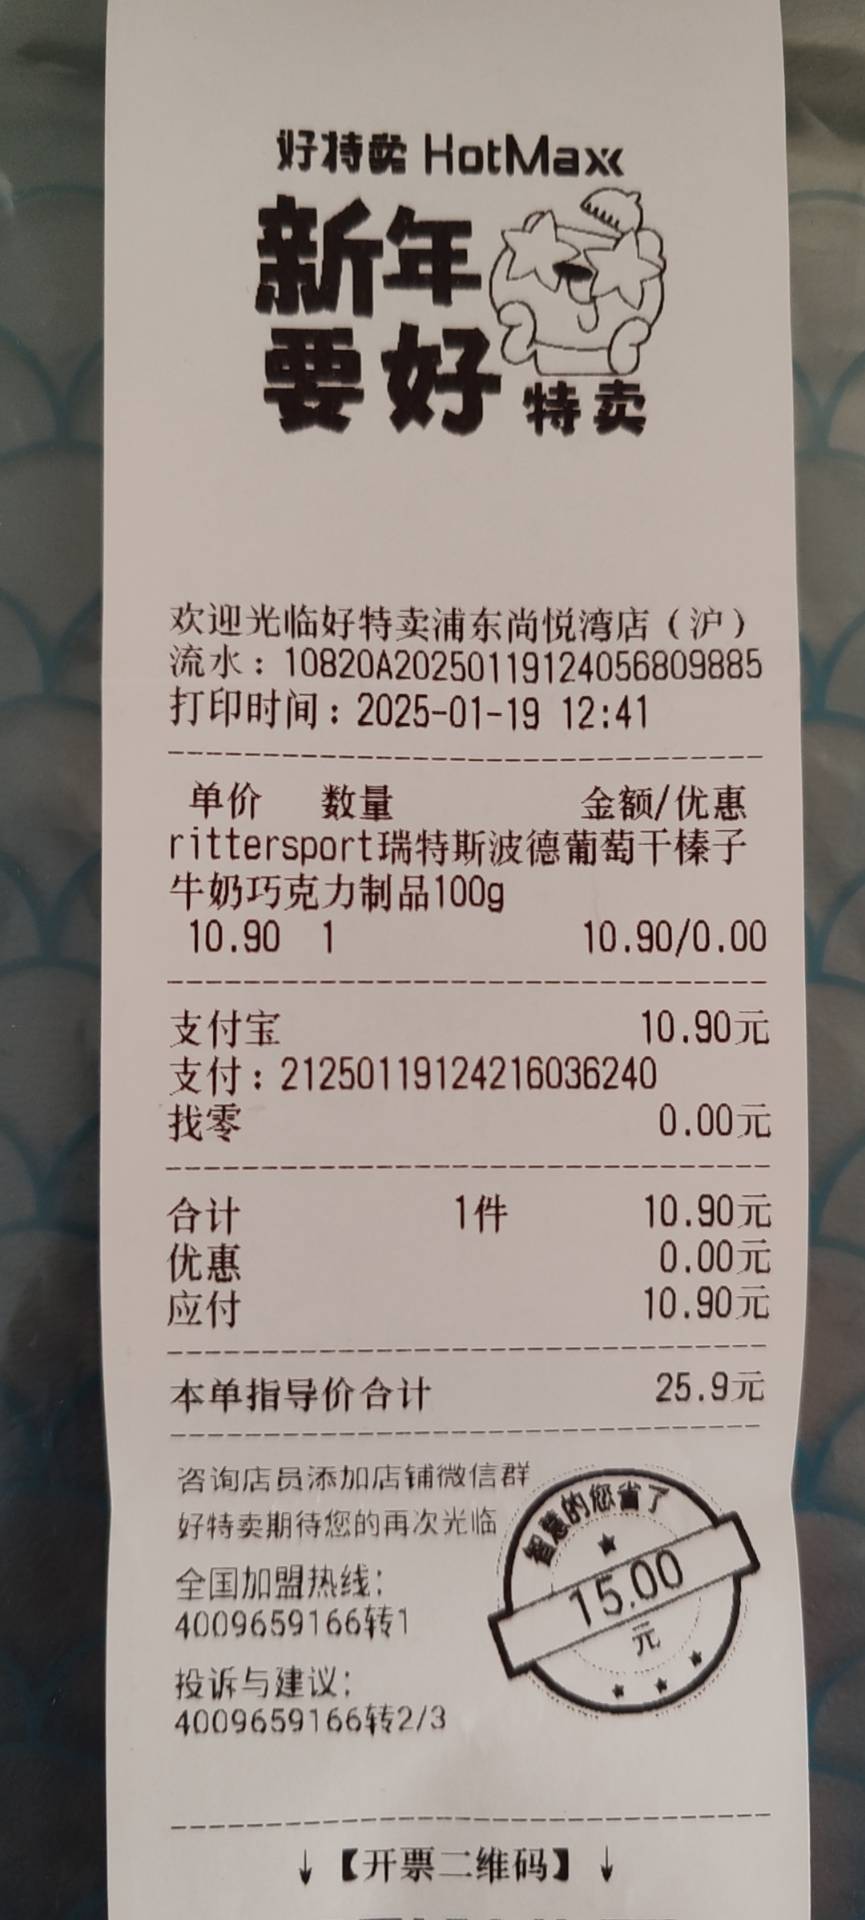 好特卖 HotMaxx
新年
要好 特卖
欢迎光临好特卖浦东尚悦湾店（沪）
流水：10820A202501191124056809885
打印时间：2025-01-19 12:41
单价 数量 金额/优惠
rittersport瑞特斯波德葡萄干榛子
牛奶巧克力制品100g
10.90 1 10.90/0.00
支付宝 10.90元
支付：21250119124216036240
找零 0.00元
合计 1件 10.90元
优惠 0.00元
应付 10.90元
本单指导价合计 25.9元
咨询店员添加店铺微信群
好特卖期待您的再次光临
全国加盟热线：
4009659166转1
投诉与建议：
4009659166转2/3
智慧的您省了
15.00
元
↓【开票二维码】↓